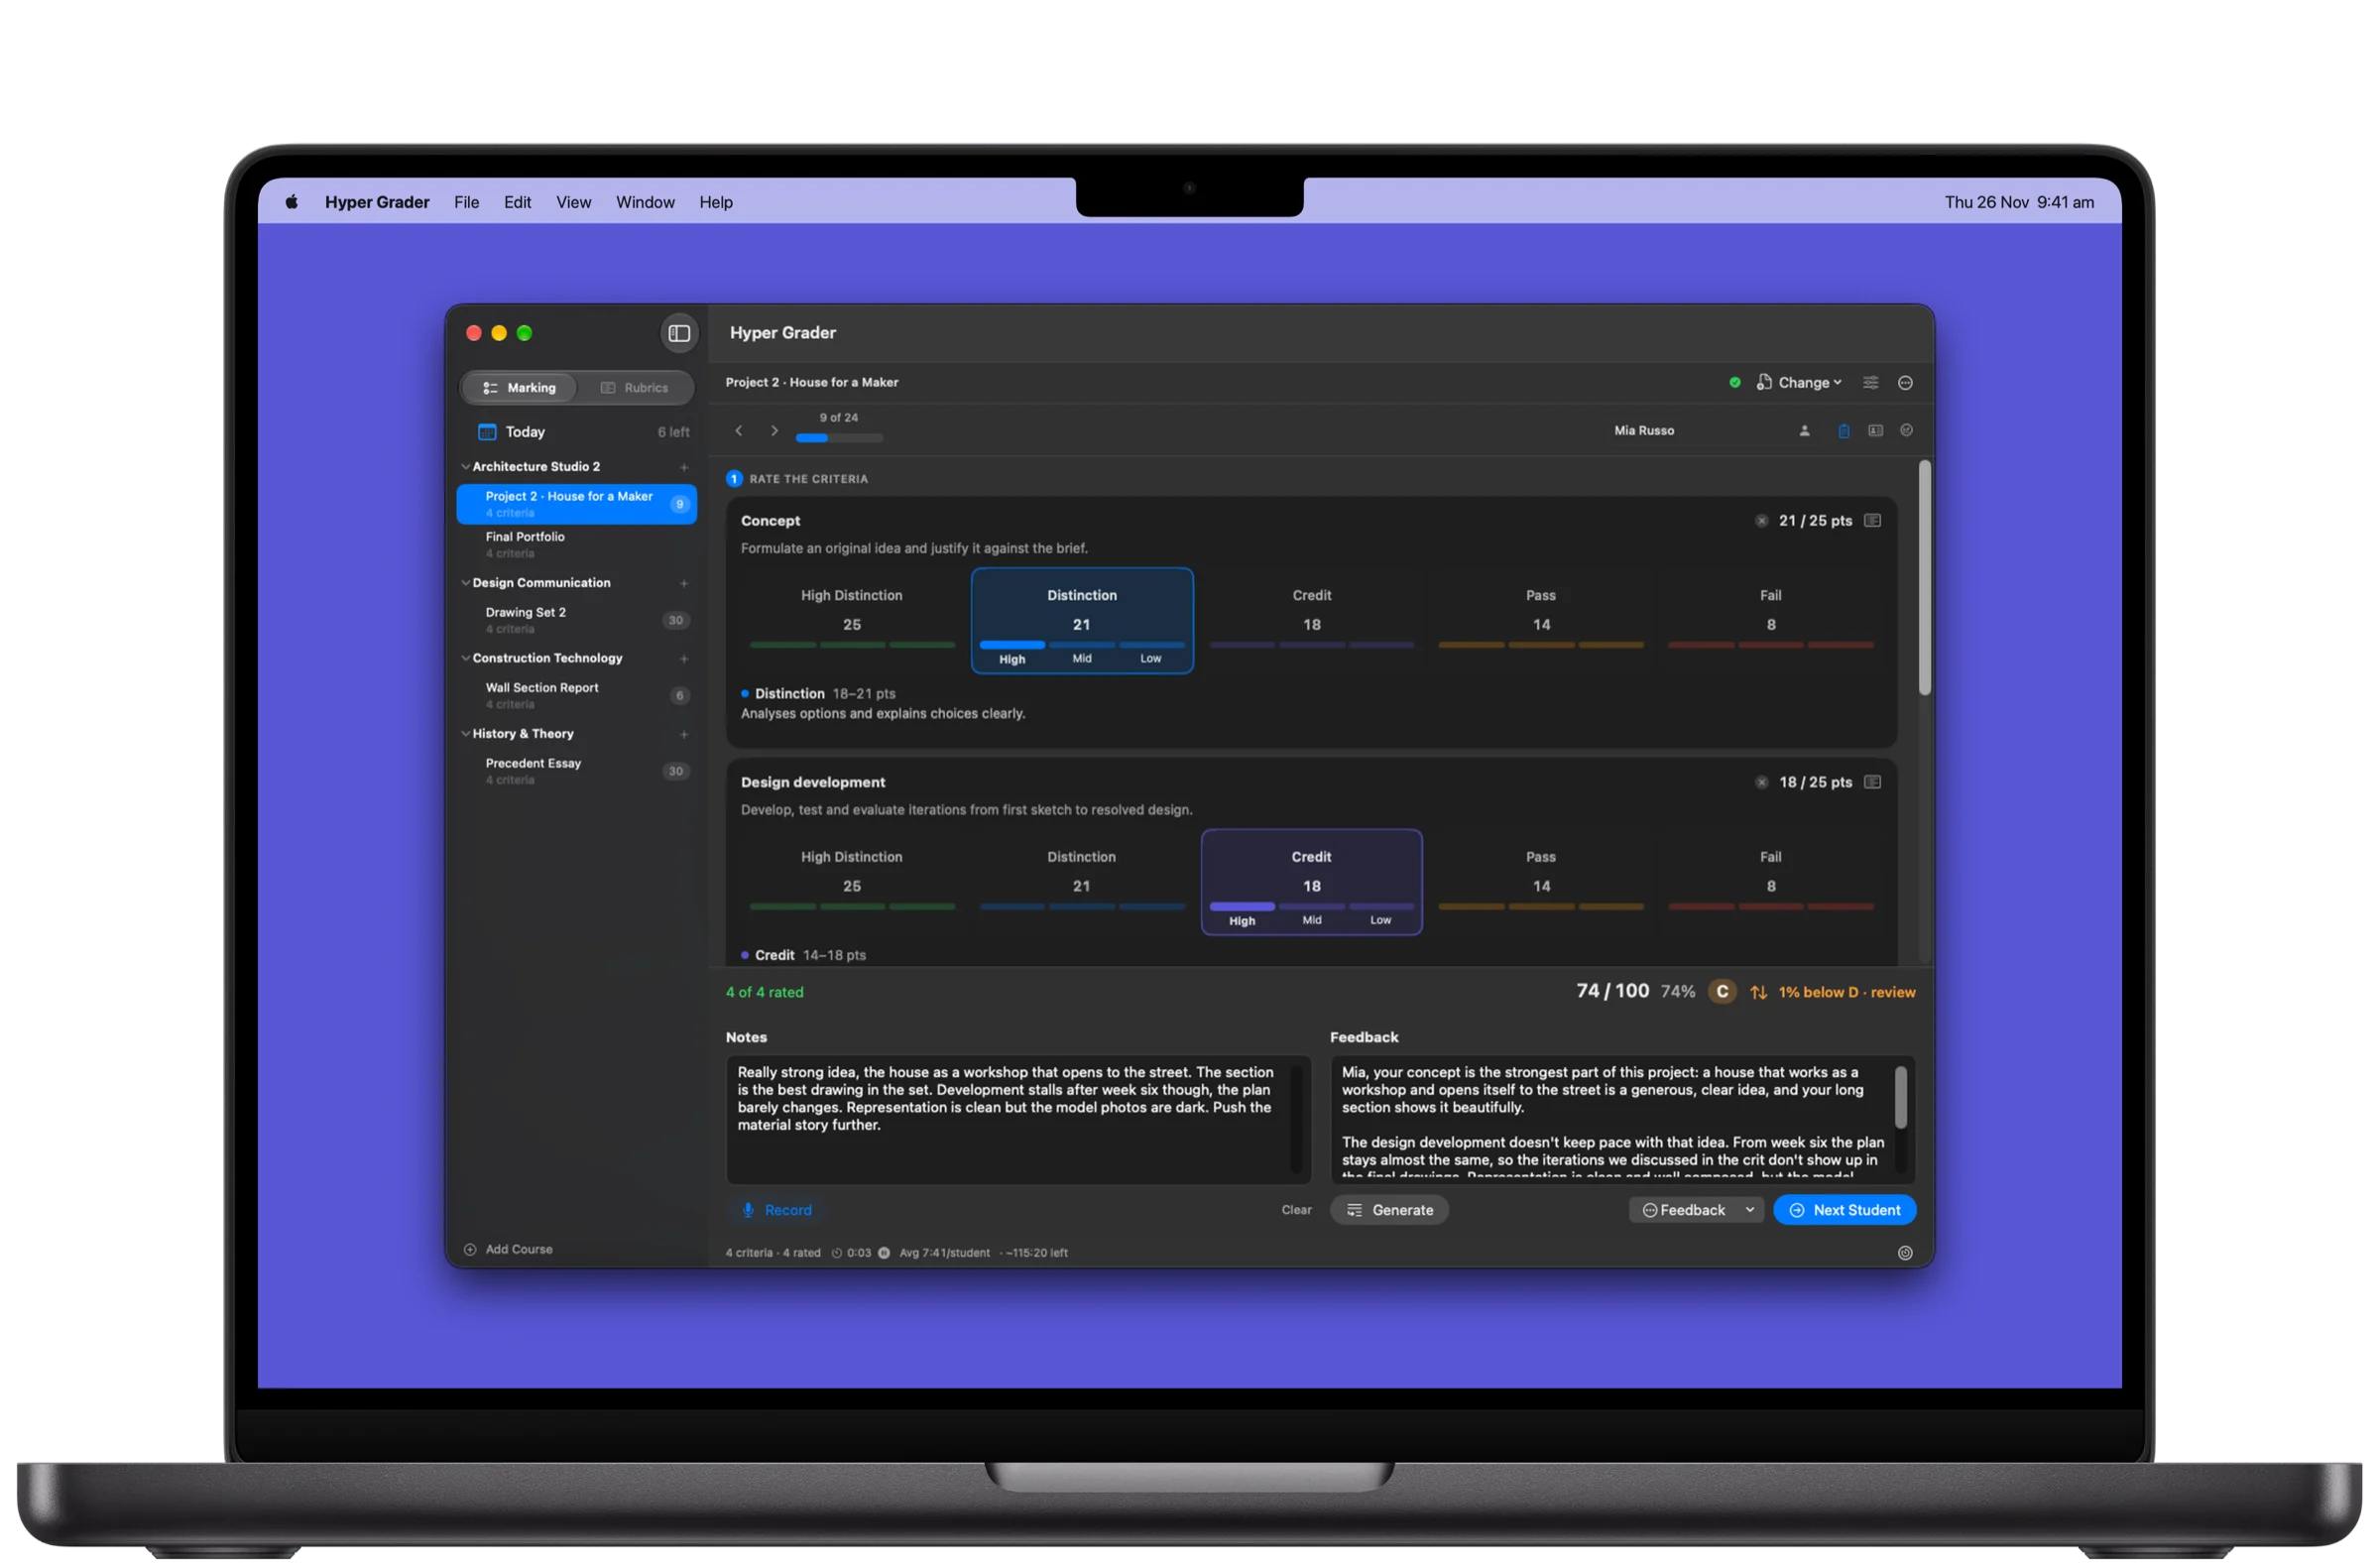 Hyper Grader File Edit View Window Help
Thu 26 Nov 9:41 am
Hyper Grader
Marking Rubrics
Today 6 left
Architecture Studio 2
Project 2 · House for a Maker 9
4 criteria
Final Portfolio
4 criteria
Design Communication
Drawing Set 2 30
4 criteria
Construction Technology
Wall Section Report 6
4 criteria
History & Theory
Precedent Essay 30
4 criteria
Add Course
Project 2 · House for a Maker
Change
9 of 24
Mia Russo
1 RATE THE CRITERIA
Concept 21 / 25 pts
Formulate an original idea and justify it against the brief.
High Distinction Distinction Credit Pass Fail
25 21 18 14 8
High Mid Low
Distinction 18–21 pts
Analyses options and explains choices clearly.
Design development 18 / 25 pts
Develop, test and evaluate iterations from first sketch to resolved design.
High Distinction Distinction Credit Pass Fail
25 21 18 14 8
High Mid Low
Credit 14–18 pts
4 of 4 rated
74 / 100 74% C 1% below D · review
Notes
Really strong idea, the house as a workshop that opens to the street. The section
is the best drawing in the set. Development stalls after week six though, the plan
barely changes. Representation is clean but the model photos are dark. Push the
material story further.
Record Clear
Feedback
Mia, your concept is the strongest part of this project: a house that works as a
workshop and opens itself to the street is a generous, clear idea, and your long
section shows it beautifully.
The design development doesn't keep pace with that idea. From week six the plan
stays almost the same, so the iterations we discussed in the crit don't show up in
the final drawings. Representation is clean and well composed, but the model
Generate Feedback Next Student
4 criteria · 4 rated 0:03 Avg 7:41/student · ~115:20 left